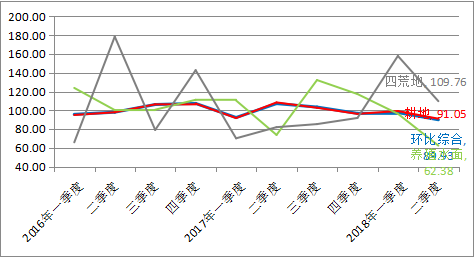 200.00
180.00
160.00
140.00
120.00
100.00
80.00
60.00
40.00
四荒地, 109.76
耕地, 91.05
环比综合,
89.93
养殖水面,
62.38
2016年一季度
二季度
三季度
四季度
2017年一季度
二季度
三季度
四季度
2018年一季度
二季度